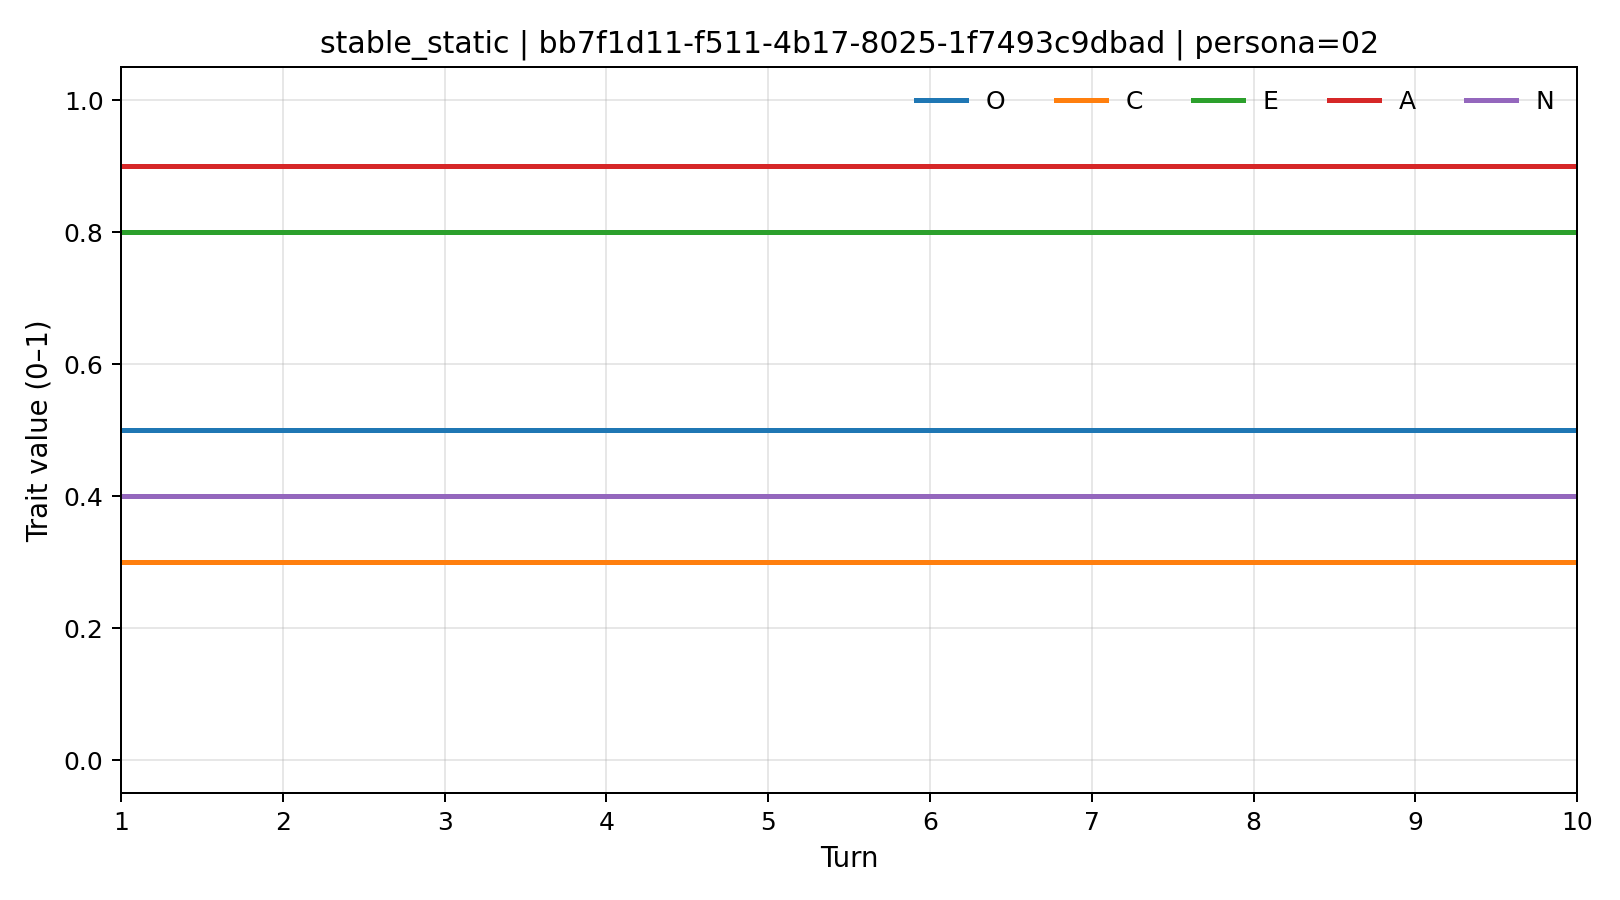 stable_static | bb7f1d11-f511-4b17-8025-1f7493c9dbad | persona=02
O C E A N
1.0
0.8
0.6
0.4
0.2
0.0
Trait value (0–1)
1 2 3 4 5 6 7 8 9 10
Turn